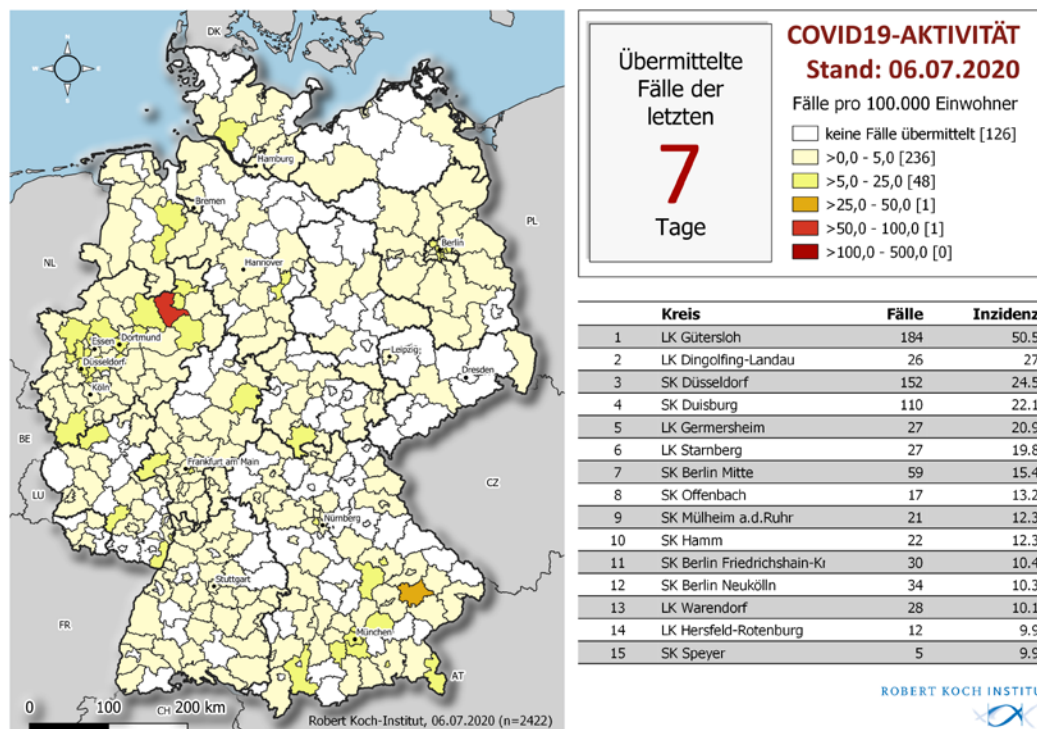 DK
N
W
Hamburg
Bremen
PL
Berlin
NL
Hannover
Essen
Dortmund
Düsseldorf
Leipzig
Dresden
Köln
BE
Frankfurt am Main
LU
CZ
Nürnberg
Stuttgart
FR
München
AT
CH
0 100 200 km
Robert Koch-Institut, 06.07.2020 (n=2422)
Übermittelte
Fälle der
letzten
7
Tage
COVID19-AKTIVITÄT
Stand: 06.07.2020
Fälle pro 100.000 Einwohner
keine Fälle übermittelt [126]
>0,0 - 5,0 [236]
>5,0 - 25,0 [48]
>25,0 - 50,0 [1]
>50,0 - 100,0 [1]
>100,0 - 500,0 [0]
Kreis Fälle Inzidenz
1 LK Gütersloh 184 50.5
2 LK Dingolfing-Landau 26 27
3 SK Düsseldorf 152 24.5
4 SK Duisburg 110 22.1
5 LK Germersheim 27 20.9
6 LK Starnberg 27 19.8
7 SK Berlin Mitte 59 15.4
8 SK Offenbach 17 13.2
9 SK Mülheim a.d.Ruhr 21 12.3
10 SK Hamm 22 12.3
11 SK Berlin Friedrichshain-Kr 30 10.4
12 SK Berlin Neukölln 34 10.3
13 LK Warendorf 28 10.1
14 LK Hersfeld-Rotenburg 12 9.9
15 SK Speyer 5 9.9
ROBERT KOCH INSTITU